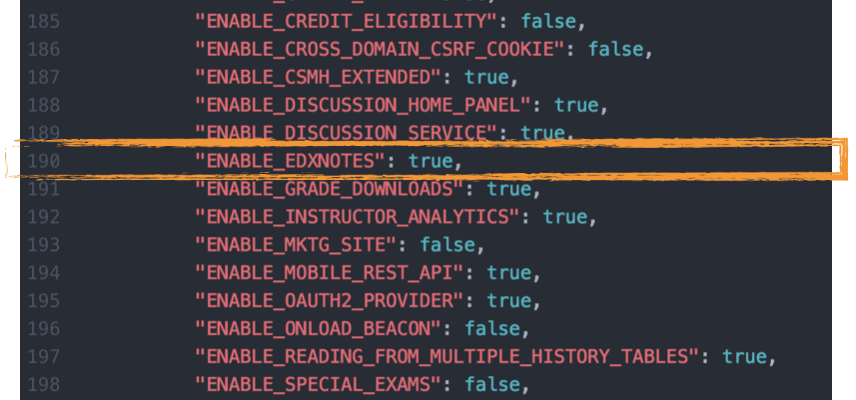 185 "ENABLE_CREDIT_ELIGIBILITY": false,
186 "ENABLE_CROSS_DOMAIN_CSRF_COOKIE": false,
187 "ENABLE_CSMH_EXTENDED": true,
188 "ENABLE_DISCUSSION_HOME_PANEL": true,
189 "ENABLE_DISCUSSION_SERVICE": true,
190 "ENABLE_EDXNOTES": true,
191 "ENABLE_GRADE_DOWNLOADS": true,
192 "ENABLE_INSTRUCTOR_ANALYTICS": true,
193 "ENABLE_MKTG_SITE": false,
194 "ENABLE_MOBILE_REST_API": true,
195 "ENABLE_OAUTH2_PROVIDER": true,
196 "ENABLE_ONLOAD_BEACON": false,
197 "ENABLE_READING_FROM_MULTIPLE_HISTORY_TABLES": true,
198 "ENABLE_SPECIAL_EXAMS": false,